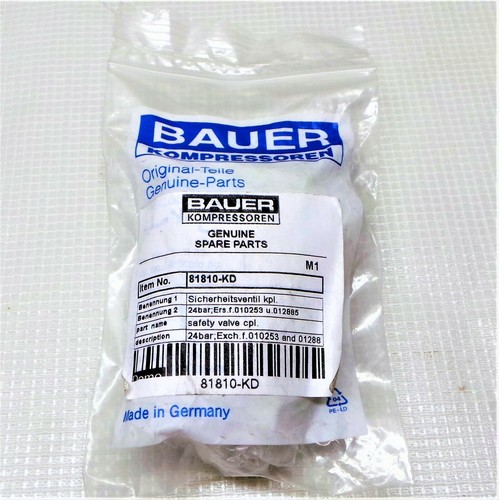 BAUER
KOMPRESSOREN
Original-Teile
Genuine-Parts
BAUER
KOMPRESSOREN
GENUINE
SPARE PARTS
M1
Item No. 81810-KD
Benennung 1 Sicherheitsventil kpl.
Benennung 2 24bar;Ers.f.010253 u.012885
part name safety valve cpl.
description 24bar;Exch.f.010253 and 01288
Demo
81810-KD
Made in Germany
04
PE-LD